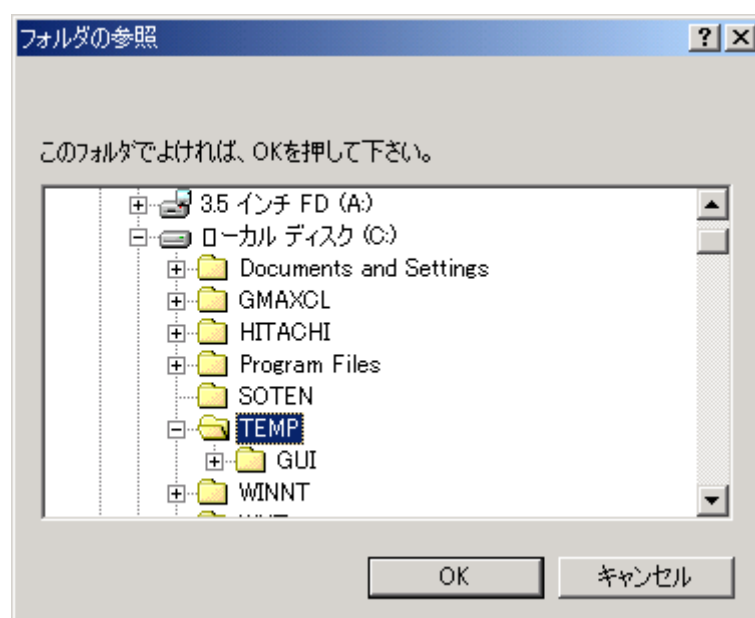 フォルダの参照
このフォルダでよければ、OKを押して下さい。
3.5 インチ FD (A:)
ローカル ディスク (C:)
Documents and Settings
GMAXCL
HITACHI
Program Files
SOTEN
TEMP
GUI
WINNT
OK
キャンセル